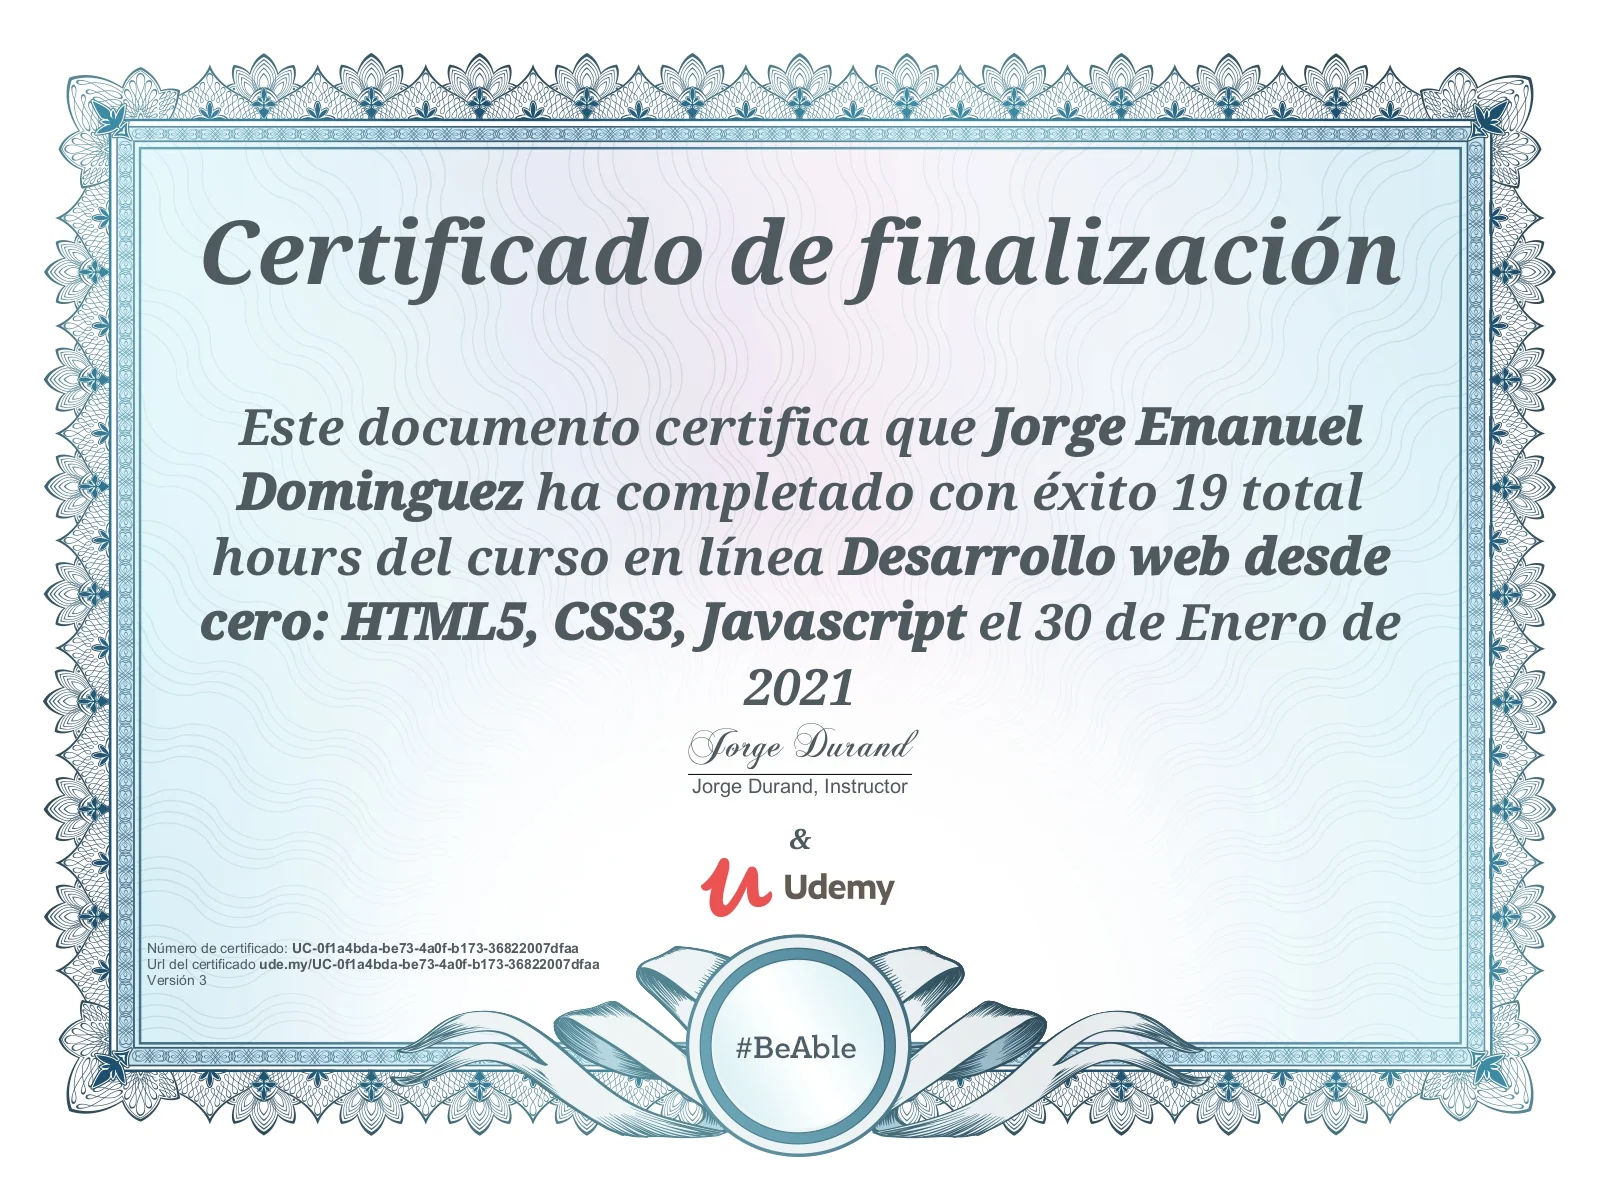 Certificado de finalización
Este documento certifica que Jorge Emanuel
Dominguez ha completado con éxito 19 total
hours del curso en línea Desarrollo web desde
cero: HTML5, CSS3, Javascript el 30 de Enero de
2021
Jorge Durand
Jorge Durand, Instructor
&
Udemy
Número de certificado: UC-0f1a4bda-be73-4a0f-b173-36822007dfaa
Url del certificado ude.my/UC-0f1a4bda-be73-4a0f-b173-36822007dfaa
Versión 3
#BeAble